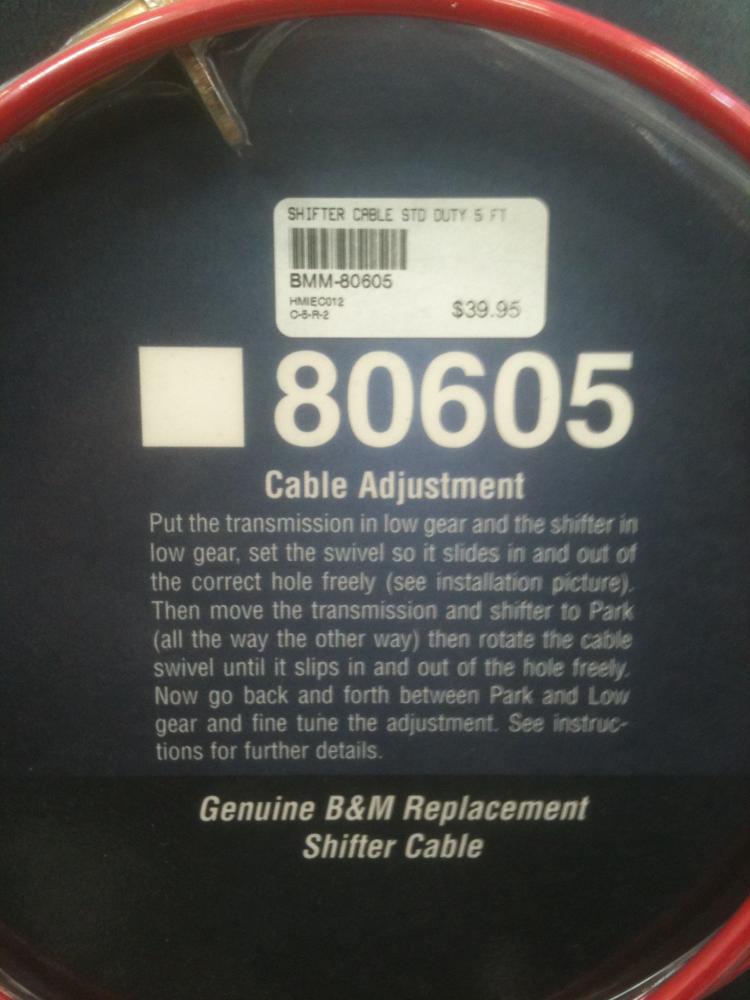 SHIFTER CABLE STD DUTY 5 FT
BMM-80605
HMIEC012
C-5-R-2
$39.95
80605
Cable Adjustment
Put the transmission in low gear and the shifter in
low gear, set the swivel so it slides in and out of
the correct hole freely (see installation picture).
Then move the transmission and shifter to Park
(all the way the other way) then rotate the cable
swivel until it slips in and out of the hole freely.
Now go back and forth between Park and Low
gear and fine tune the adjustment. See instruc-
tions for further details.
Genuine B&M Replacement
Shifter Cable